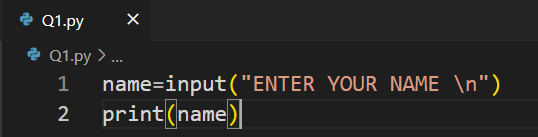 Q1.py
Q1.py > ...
1 name=input("ENTER YOUR NAME \n")
2 print(name)